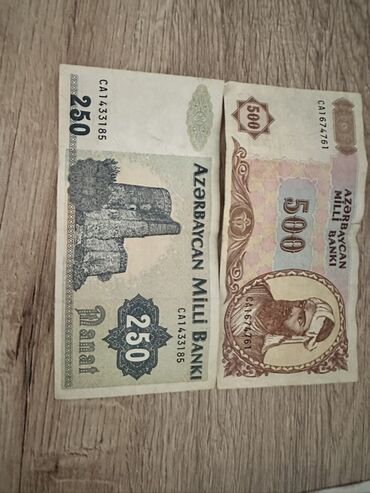 CA1433185
250
AZƏRBAYCAN MİLLİ BANKI
CA1433185
250
Manat
500
CA1674761
AZƏRBAYCAN
MİLLİ
BANKI
500
CA1674761